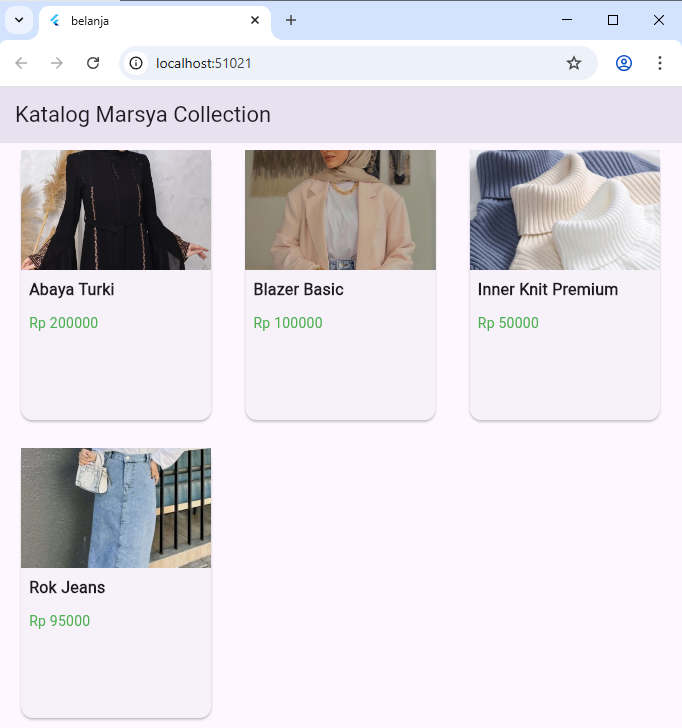 belanja
localhost:51021
Katalog Marsya Collection
Abaya Turki
Rp 200000
Blazer Basic
Rp 100000
Inner Knit Premium
Rp 50000
Rok Jeans
Rp 95000